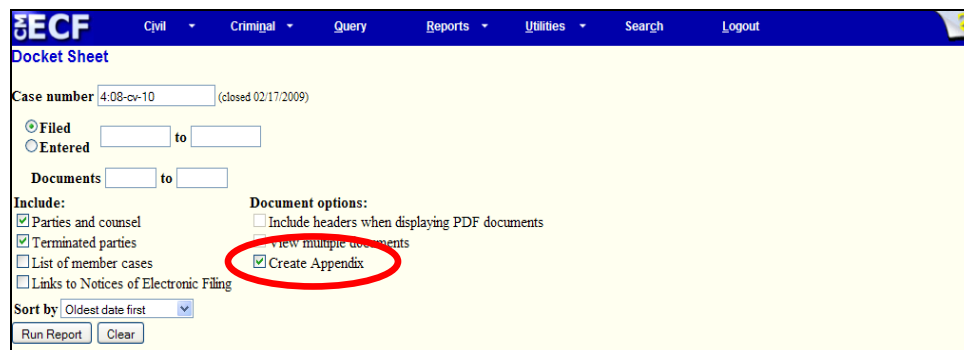 CM ECF Civil Criminal Query Reports Utilities Search Logout
Docket Sheet
Case number 4:08-cv-10 (closed 02/17/2009)
Filed
Entered
to
Documents to
Include: Document options:
Parties and counsel Include headers when displaying PDF documents
Terminated parties View multiple documents
List of member cases Create Appendix
Links to Notices of Electronic Filing
Sort by Oldest date first
Run Report Clear